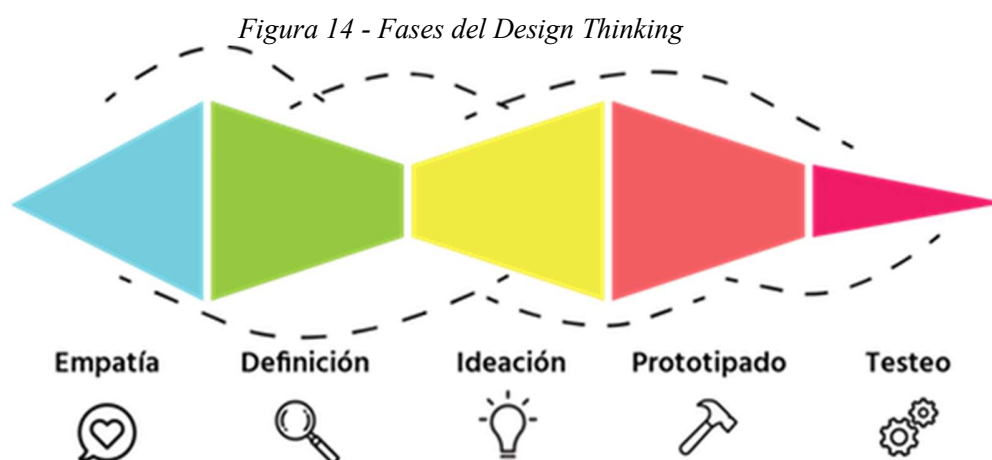 Figura 14 - Fases del Design Thinking
Empatía
Definición
Ideación
Prototipado
Testeo